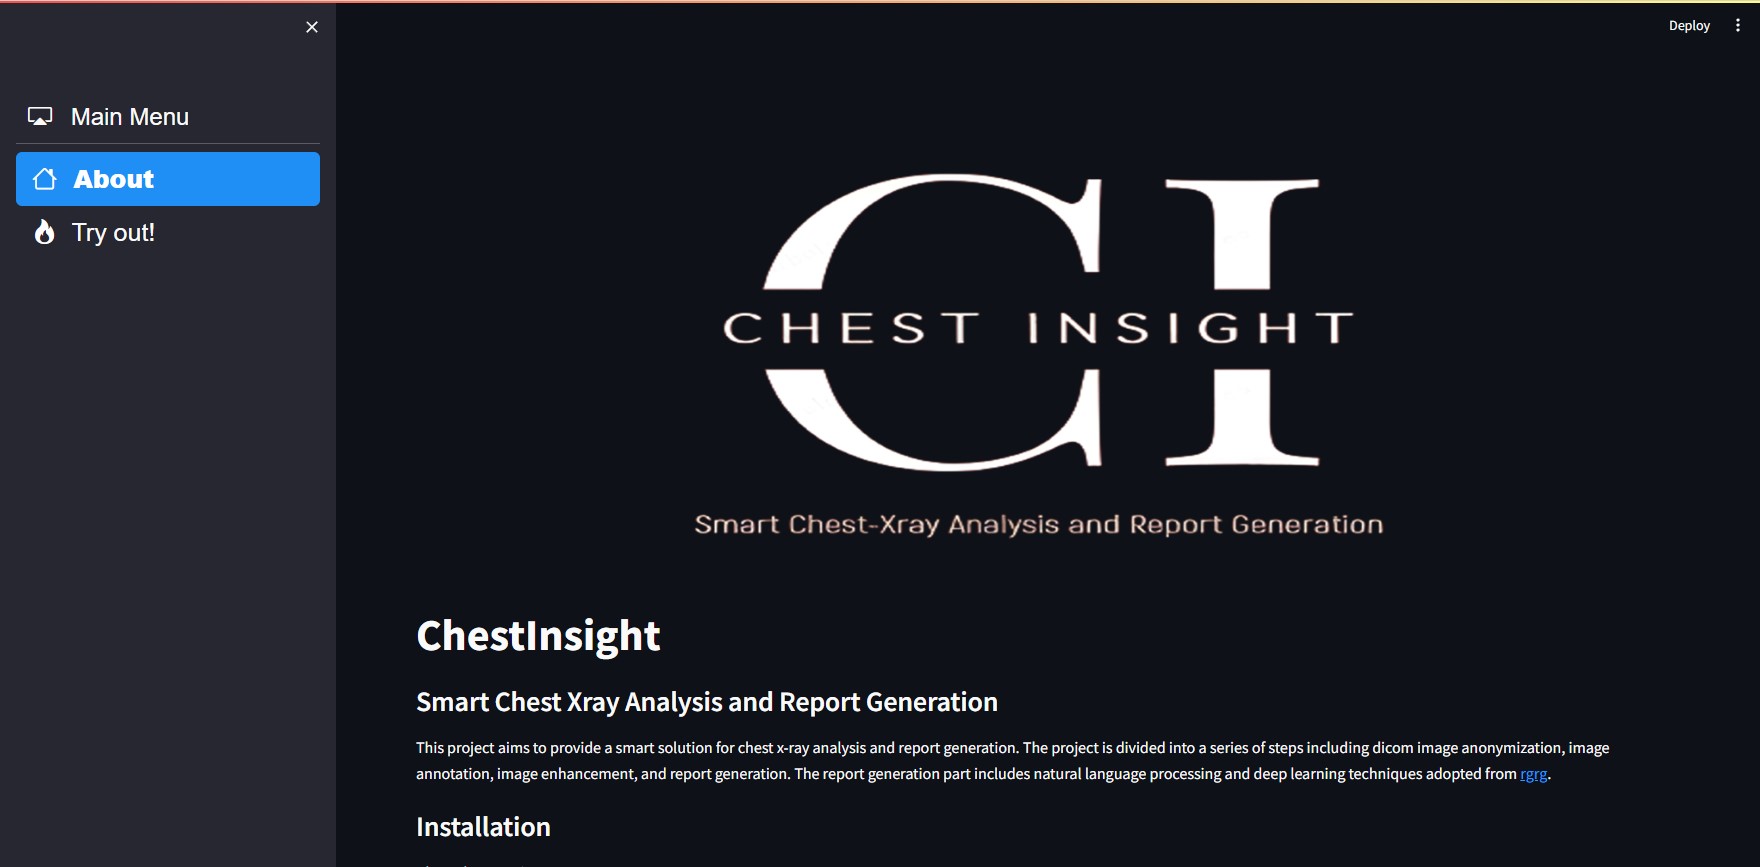 Deploy
Main Menu
About
Try out!
CI
CHEST INSIGHT
Smart Chest-Xray Analysis and Report Generation
ChestInsight
Smart Chest Xray Analysis and Report Generation
This project aims to provide a smart solution for chest x-ray analysis and report generation. The project is divided into a series of steps including dicom image anonymization, image
annotation, image enhancement, and report generation. The report generation part includes natural language processing and deep learning techniques adopted from rgrg.
Installation